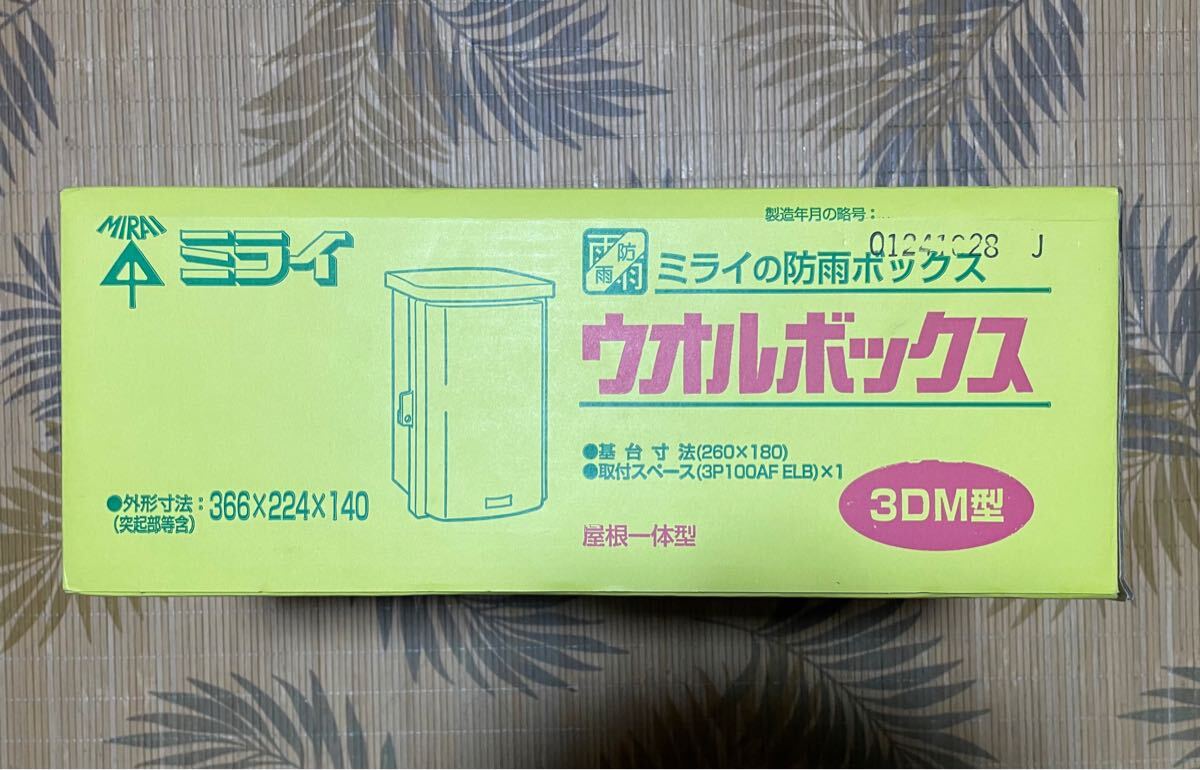 MIRAI
ミライ
●外形寸法：366×224×140
（突起部等含）
製造年月の略号：
J
防雨
ミライの防雨ボックス
ウオルボックス
●基台寸法(260×180)
●取付スペース(3P100AF ELB)×1
屋根一体型
3DM型